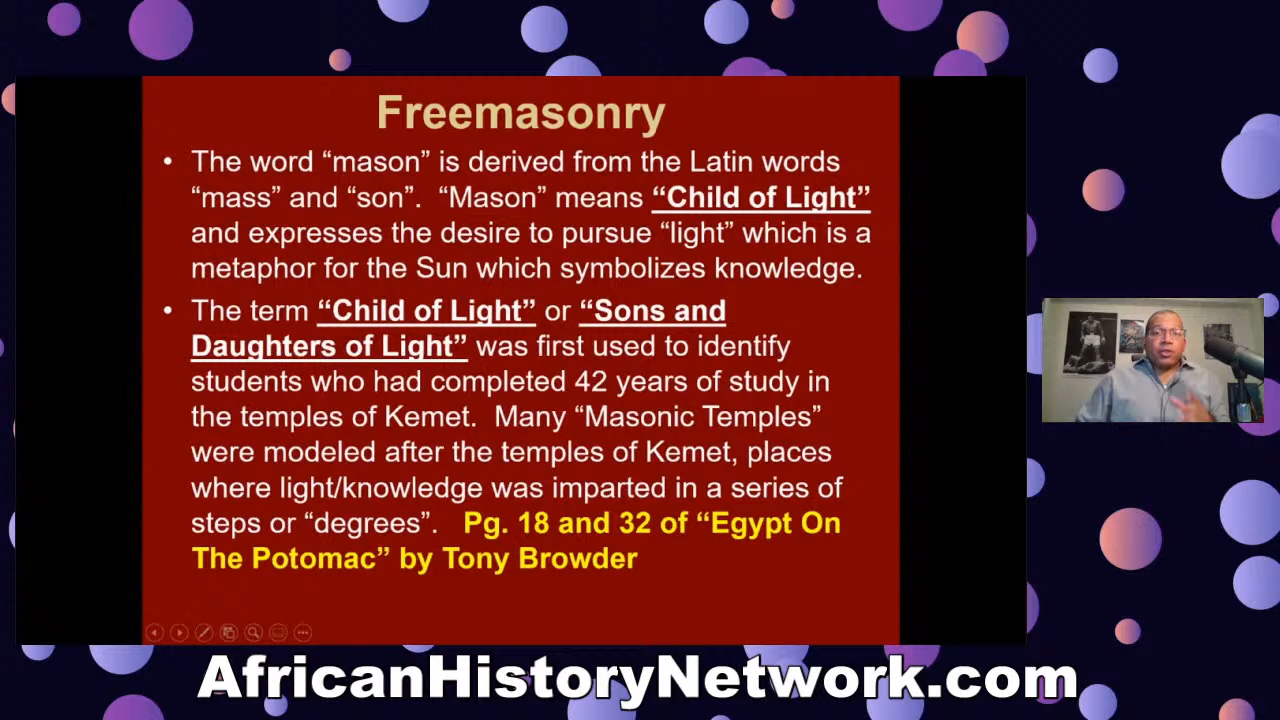 Freemasonry
• The word “mason” is derived from the Latin words
“mass” and “son”. “Mason” means “Child of Light”
and expresses the desire to pursue “light” which is a
metaphor for the Sun which symbolizes knowledge.
• The term “Child of Light” or “Sons and
Daughters of Light” was first used to identify
students who had completed 42 years of study in
the temples of Kemet. Many “Masonic Temples”
were modeled after the temples of Kemet, places
where light/knowledge was imparted in a series of
steps or “degrees”. Pg. 18 and 32 of “Egypt On
The Potomac” by Tony Browder
AfricanHistoryNetwork.com